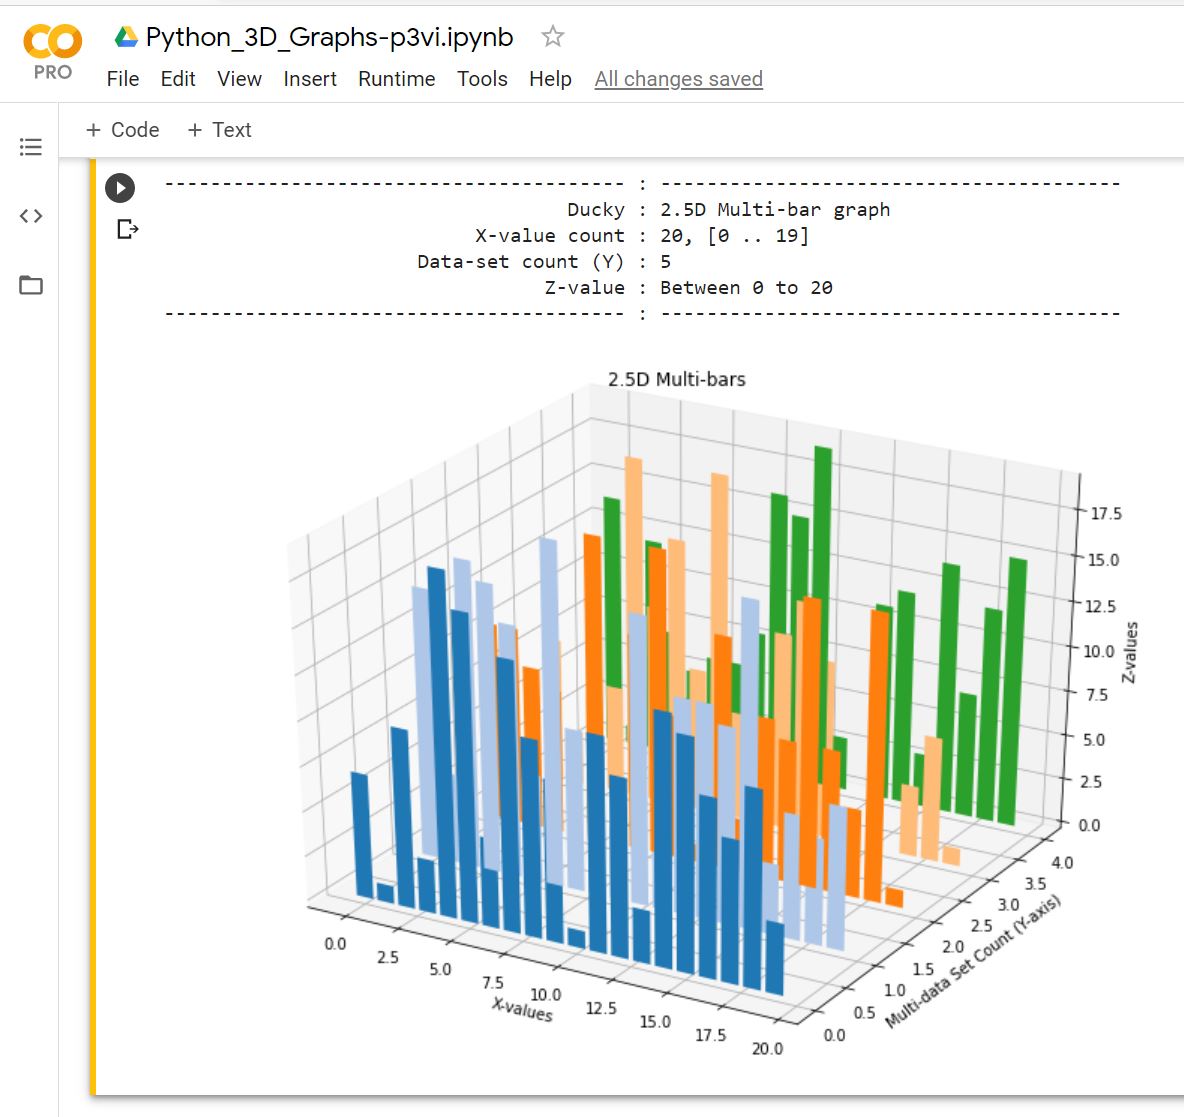 Python_3D_Graphs-p3vi.ipynb
PRO
File Edit View Insert Runtime Tools Help All changes saved
+ Code + Text
---------------------------------------- : ----------------------------------------
Ducky : 2.5D Multi-bar graph
X-value count : 20, [0 .. 19]
Data-set count (Y) : 5
Z-value : Between 0 to 20
---------------------------------------- : ----------------------------------------
2.5D Multi-bars
17.5
15.0
12.5
10.0
7.5
5.0
2.5
0.0
Z-values
4.0
3.5
3.0
2.5
2.0
1.5
1.0
0.5
0.0
Multi-data Set Count (Y-axis)
0.0
2.5
5.0
7.5
10.0
12.5
15.0
17.5
20.0
X-values